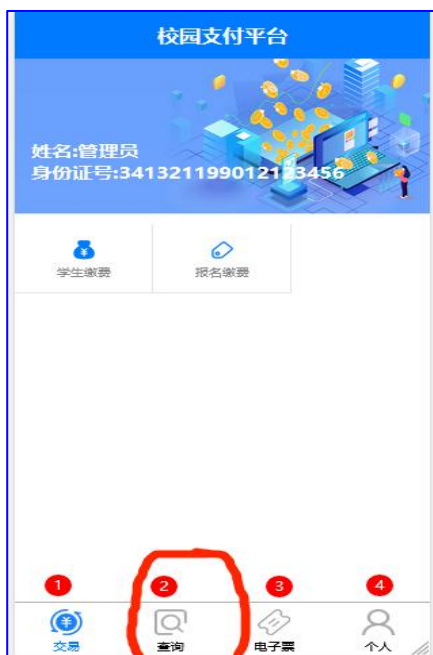 校园支付平台
姓名:管理员
身份证号:341321199012123456
¥
学生缴费
报名缴费
1
2
3
4
¥
交易
查询
电子票
个人